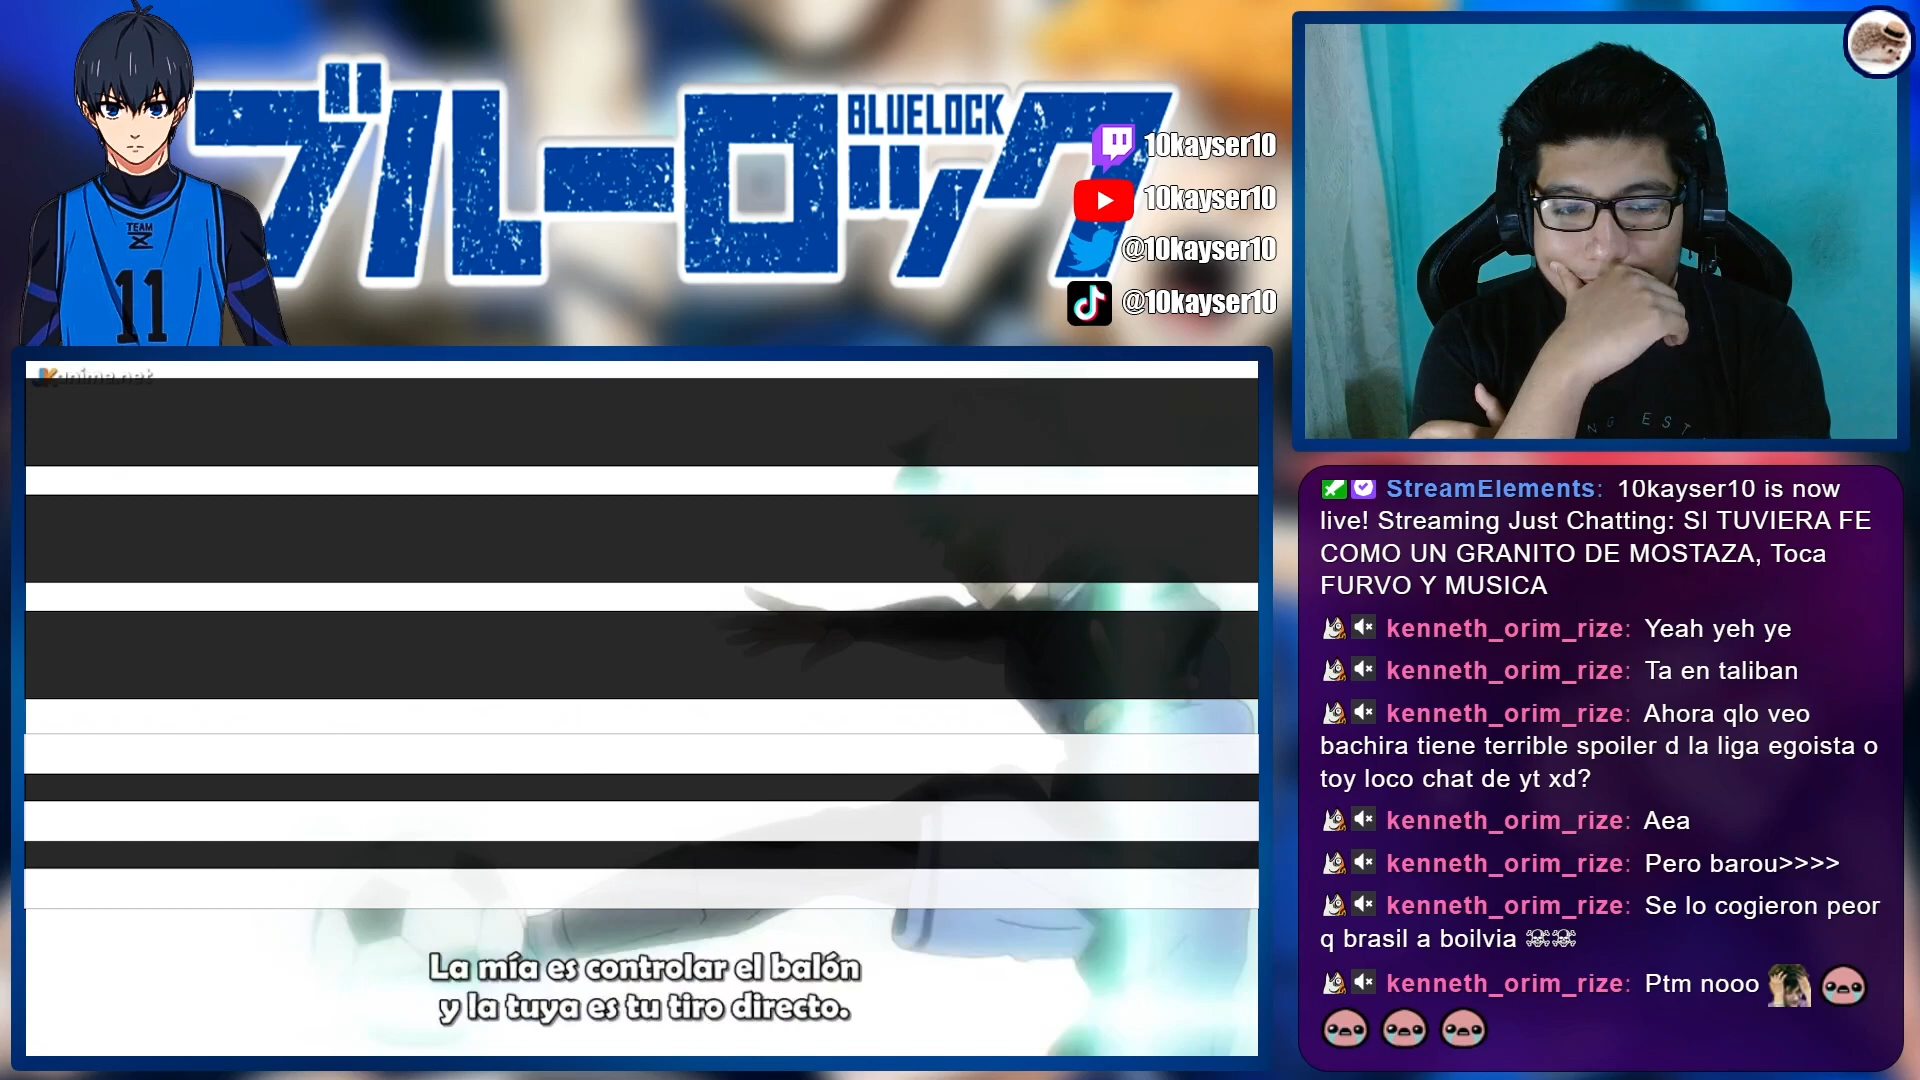 ブルーロック
BLUELOCK
TEAM
Z
11
10kayser10
10kayser10
@10kayser10
@10kayser10
JKanime.net
La mía es controlar el balón
y la tuya es tu tiro directo.
NG EST
StreamElements: 10kayser10 is now
live! Streaming Just Chatting: SI TUVIERA FE
COMO UN GRANITO DE MOSTAZA, Toca
FURVO Y MUSICA
kenneth_orim_rize: Yeah yeh ye
kenneth_orim_rize: Ta en taliban
kenneth_orim_rize: Ahora qlo veo
bachira tiene terrible spoiler d la liga egoista o
toy loco chat de yt xd?
kenneth_orim_rize: Aea
kenneth_orim_rize: Pero barou>>>>
kenneth_orim_rize: Se lo cogieron peor
q brasil a boilvia ☠☠
kenneth_orim_rize: Ptm nooo